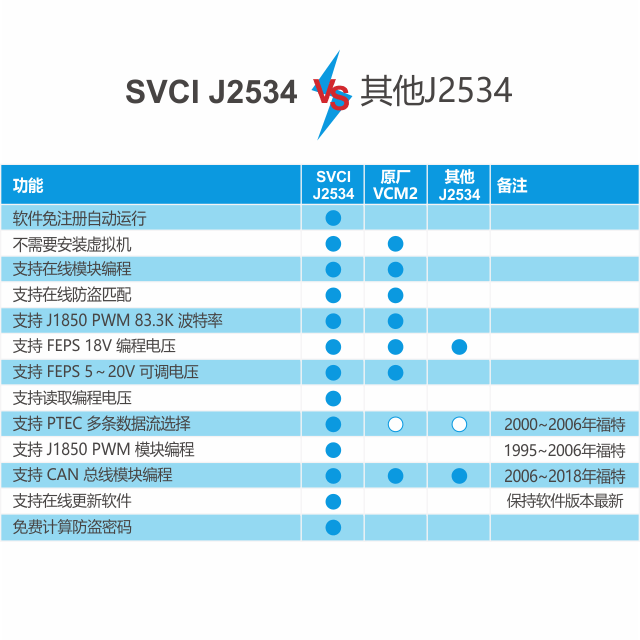 SVCI J2534 VS 其他J2534
功能 SVCI J2534 原厂 VCM2 其他 J2534 备注
软件免注册自动运行 ●
不需要安装虚拟机 ● ●
支持在线模块编程 ● ●
支持在线防盗匹配 ● ●
支持 J1850 PWM 83.3K 波特率 ● ●
支持 FEPS 18V 编程电压 ● ● ●
支持 FEPS 5~20V 可调电压 ● ●
支持读取编程电压 ●
支持 PTEC 多条数据流选择 ● ○ ○ 2000~2006年福特
支持 J1850 PWM 模块编程 ● 1995~2006年福特
支持 CAN 总线模块编程 ● ● ● 2006~2018年福特
支持在线更新软件 ● 保持软件版本最新
免费计算防盗密码 ●